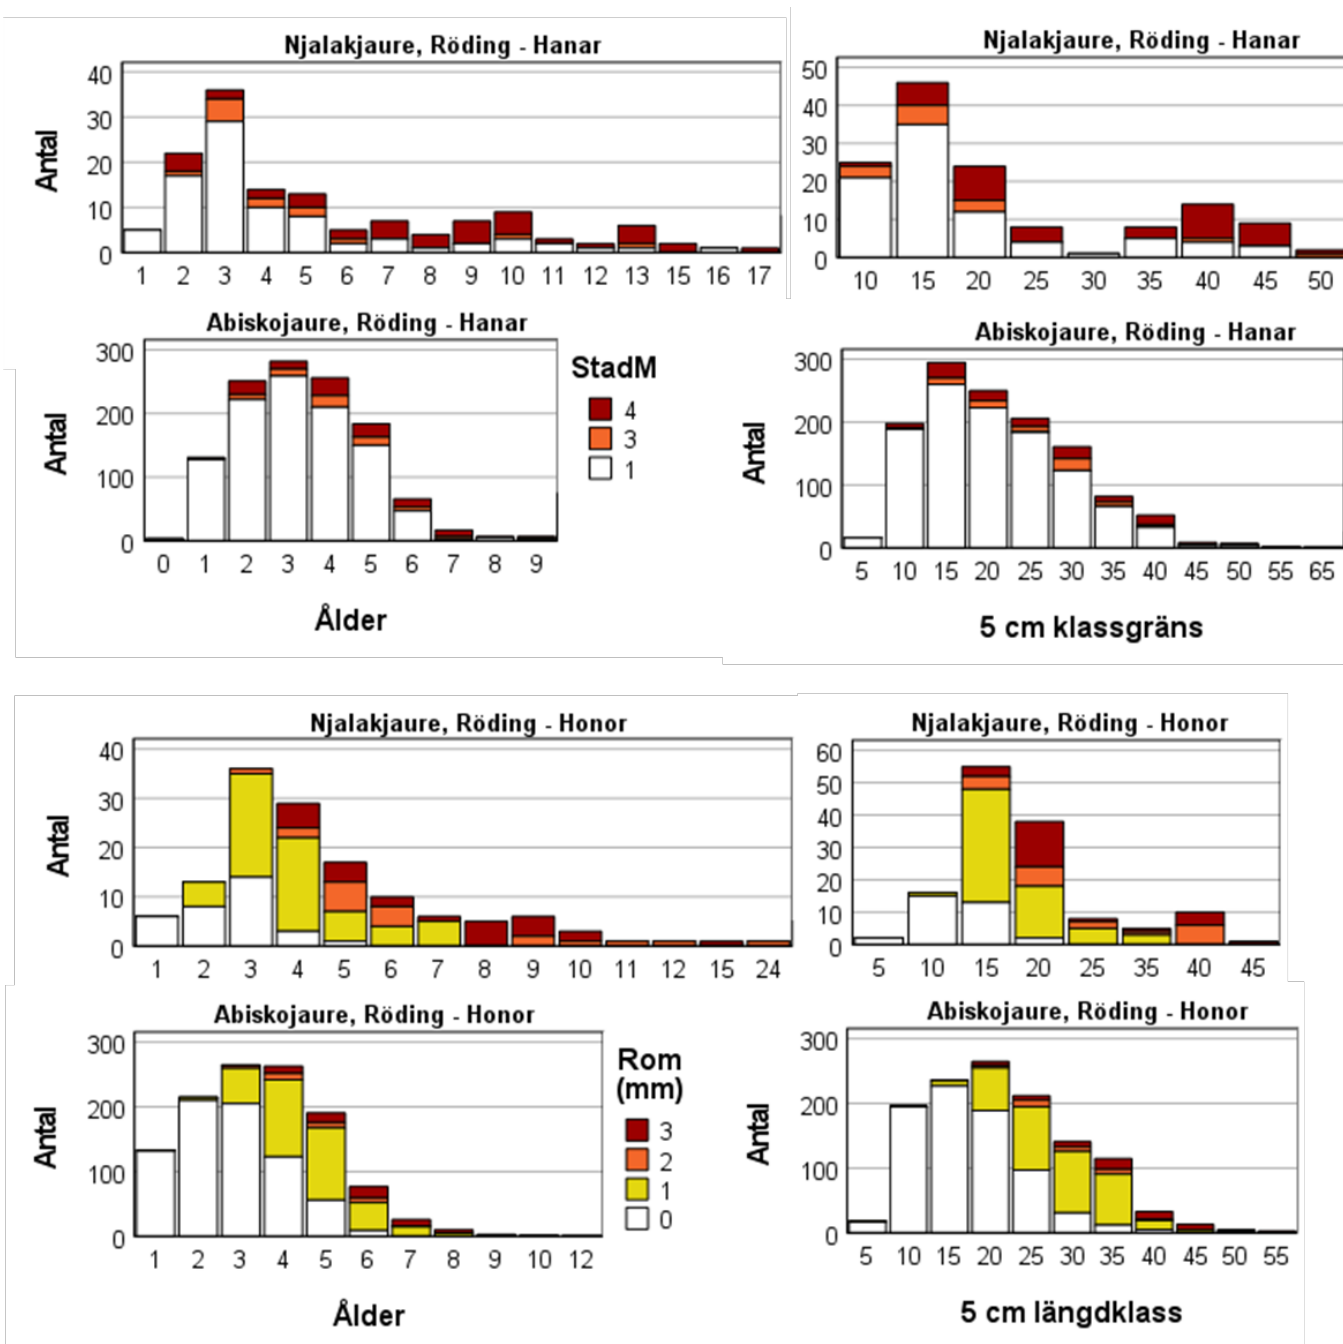 Njalakjaure, Röding - Hanar
Antal
40
30
20
10
0
1 2 3 4 5 6 7 8 9 10 11 12 13 15 16 17
Njalakjaure, Röding - Hanar
50
40
30
20
10
0
Antal
10 15 20 25 30 35 40 45 50
Abiskojaure, Röding - Hanar
300
200
100
0
Antal
0 1 2 3 4 5 6 7 8 9
Ålder
StadM
4
3
1
Abiskojaure, Röding - Hanar
300
200
100
0
Antal
5 10 15 20 25 30 35 40 45 50 55 65
5 cm klassgräns
Njalakjaure, Röding - Honor
40
30
20
10
0
Antal
1 2 3 4 5 6 7 8 9 10 11 12 15 24
Njalakjaure, Röding - Honor
60
50
40
30
20
10
0
Antal
5 10 15 20 25 35 40 45
Abiskojaure, Röding - Honor
300
200
100
0
Antal
1 2 3 4 5 6 7 8 9 10 12
Ålder
Rom
(mm)
3
2
1
0
Abiskojaure, Röding - Honor
300
200
100
0
Antal
5 10 15 20 25 30 35 40 45 50 55
5 cm längdklass